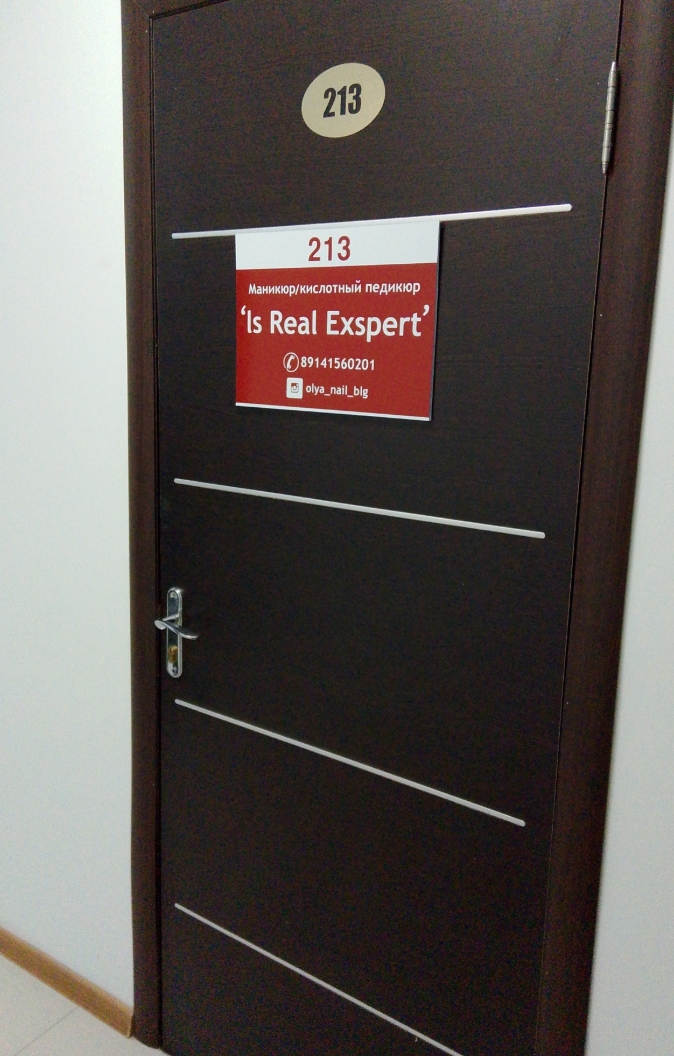 213
213
Маникюр/кислотный педикюр
'Is Real Exspert'
89141560201
olya_nail_blg